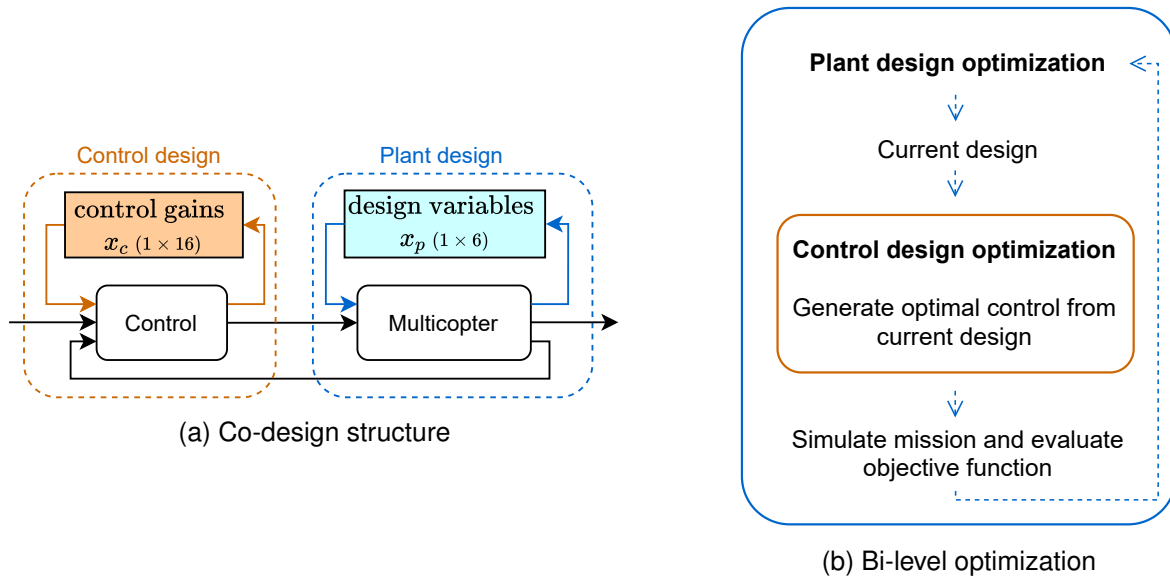 Control design
control gains
x_c (1 × 16)
Control
Plant design
design variables
x_p (1 × 6)
Multicopter
(a) Co-design structure
Plant design optimization
Current design
Control design optimization
Generate optimal control from
current design
Simulate mission and evaluate
objective function
(b) Bi-level optimization